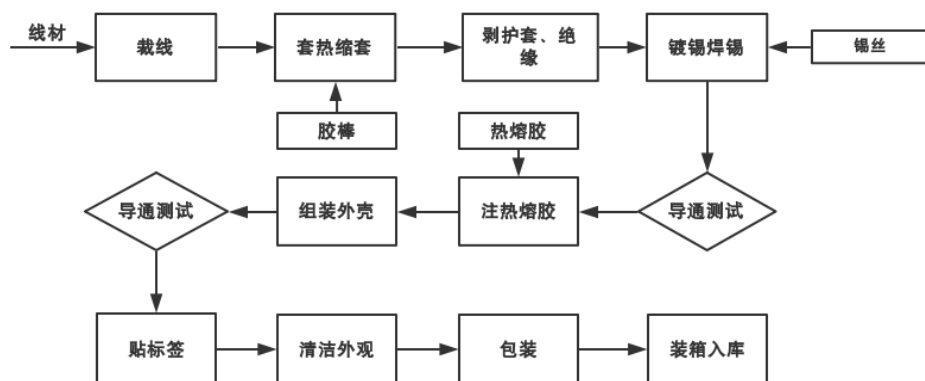 线材
裁线
套热缩套
剥护套、绝
缘
镀锡焊锡
锡丝
胶棒
热熔胶
导通测试
组装外壳
注热熔胶
导通测试
贴标签
清洁外观
包装
装箱入库